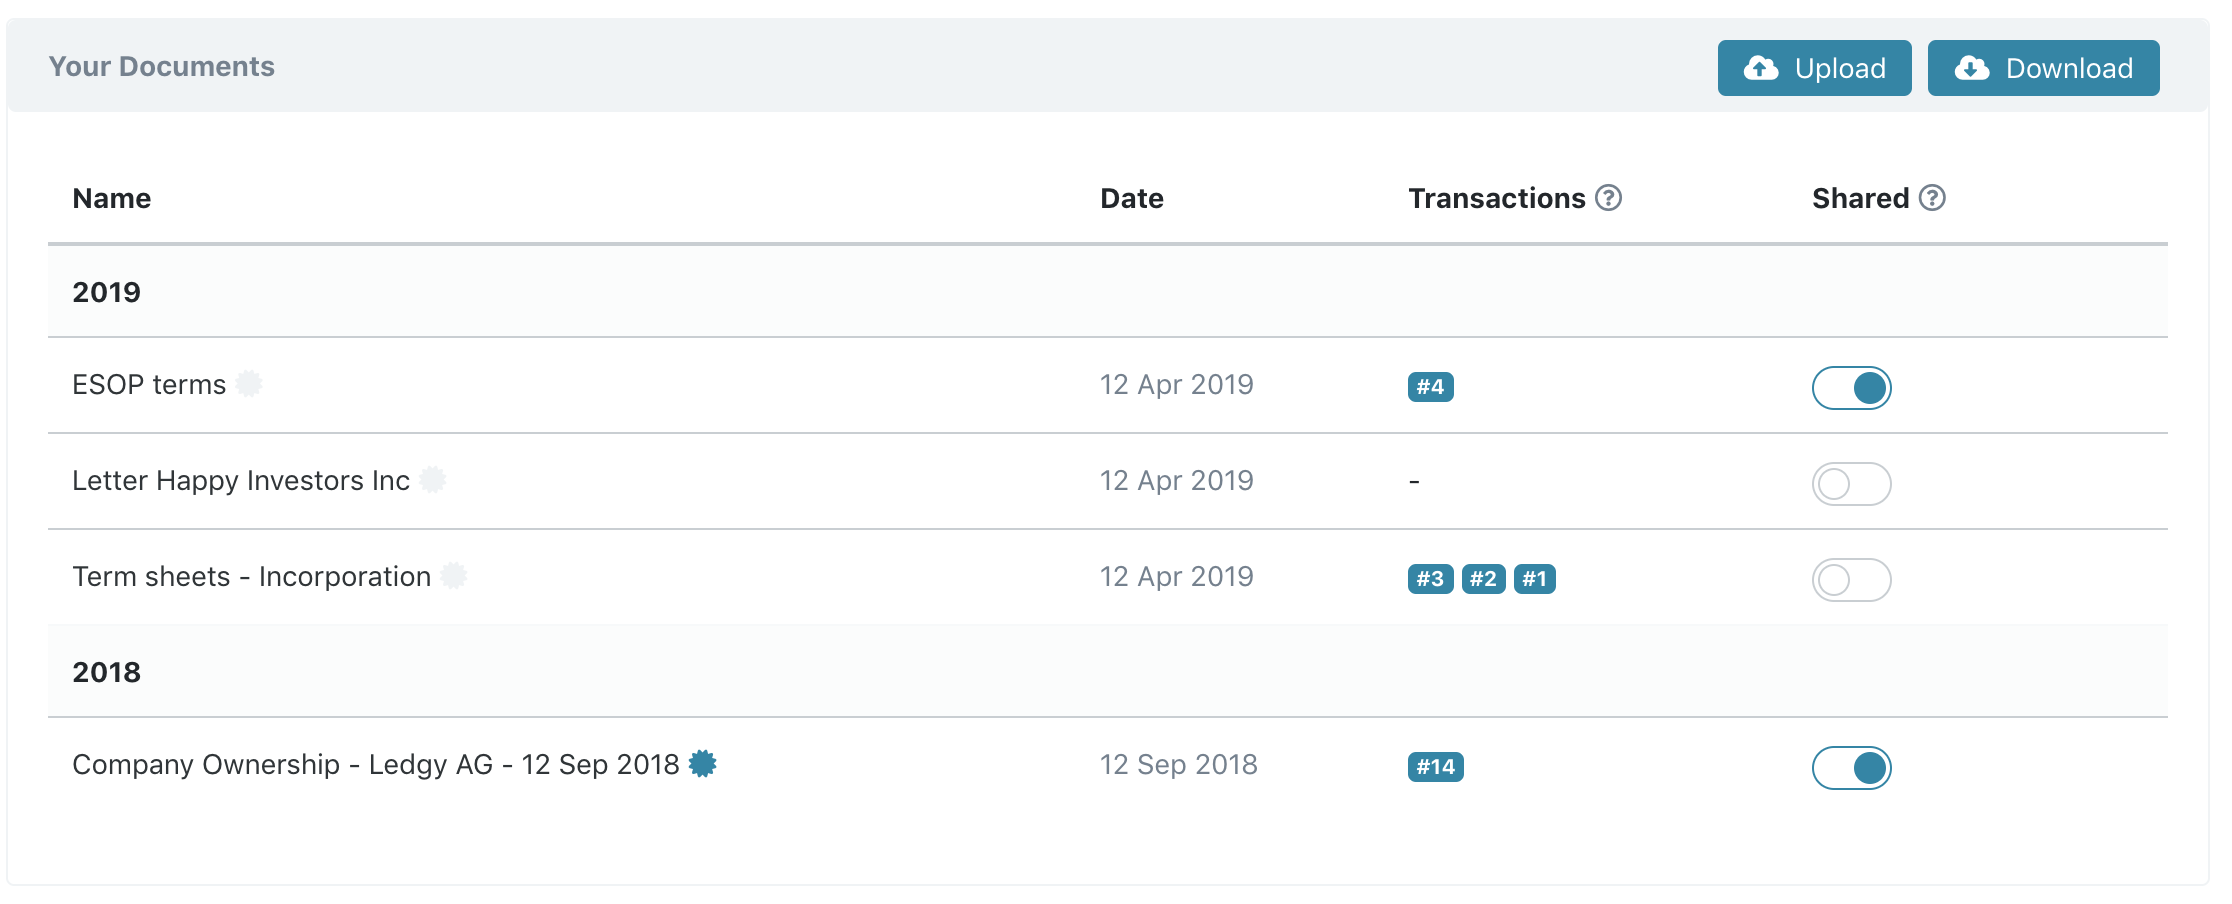 Your Documents Upload Download
Name Date Transactions ? Shared ?
2019
ESOP terms 12 Apr 2019 #4
Letter Happy Investors Inc 12 Apr 2019 -
Term sheets - Incorporation 12 Apr 2019 #3 #2 #1
2018
Company Ownership - Ledgy AG - 12 Sep 2018 12 Sep 2018 #14